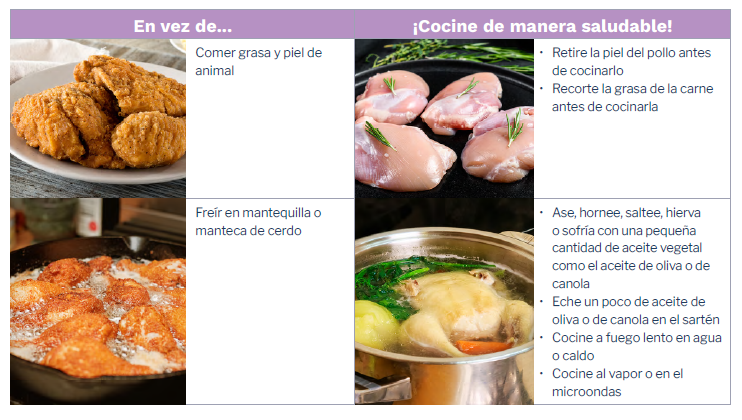 En vez de...
¡Cocine de manera saludable!
Comer grasa y piel de
animal
• Retire la piel del pollo antes
de cocinarlo
• Recorte la grasa de la carne
antes de cocinarla
Freír en mantequilla o
manteca de cerdo
• Ase, hornee, saltee, hierva
o sofría con una pequeña
cantidad de aceite vegetal
como el aceite de oliva o de
canola
• Eche un poco de aceite de
oliva o de canola en el sartén
• Cocine a fuego lento en agua
o caldo
• Cocine al vapor o en el
microondas